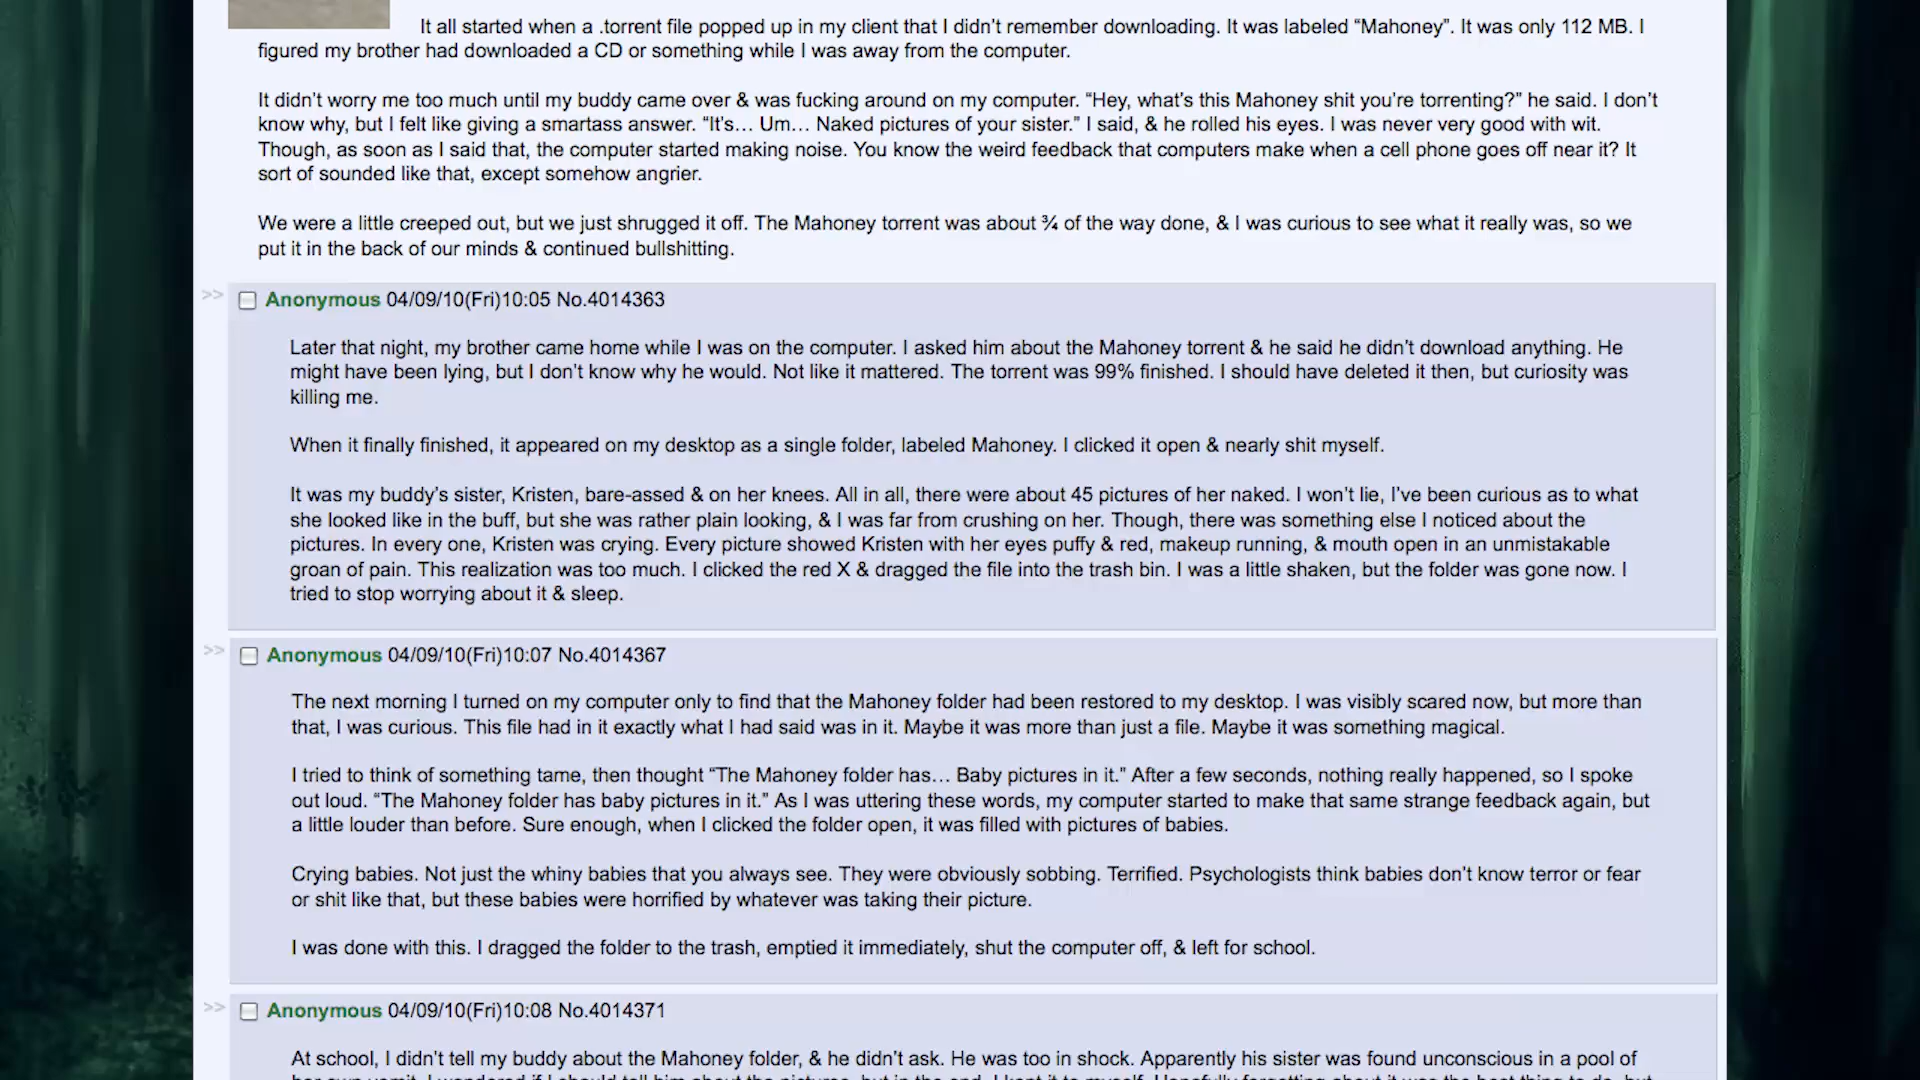 It all started when a .torrent file popped up in my client that I didn’t remember downloading. It was labeled “Mahoney”. It was only 112 MB. I
figured my brother had downloaded a CD or something while I was away from the computer.
It didn’t worry me too much until my buddy came over & was fucking around on my computer. “Hey, what’s this Mahoney shit you’re torrenting?” he said. I don’t
know why, but I felt like giving a smartass answer. “It’s… Um… Naked pictures of your sister.” I said, & he rolled his eyes. I was never very good with wit.
Though, as soon as I said that, the computer started making noise. You know the weird feedback that computers make when a cell phone goes off near it? It
sort of sounded like that, except somehow angrier.
We were a little creeped out, but we just shrugged it off. The Mahoney torrent was about ¾ of the way done, & I was curious to see what it really was, so we
put it in the back of our minds & continued bullshitting.
>> Anonymous 04/09/10(Fri)10:05 No.4014363
Later that night, my brother came home while I was on the computer. I asked him about the Mahoney torrent & he said he didn’t download anything. He
might have been lying, but I don’t know why he would. Not like it mattered. The torrent was 99% finished. I should have deleted it then, but curiosity was
killing me.
When it finally finished, it appeared on my desktop as a single folder, labeled Mahoney. I clicked it open & nearly shit myself.
It was my buddy’s sister, Kristen, bare-assed & on her knees. All in all, there were about 45 pictures of her naked. I won’t lie, I’ve been curious as to what
she looked like in the buff, but she was rather plain looking, & I was far from crushing on her. Though, there was something else I noticed about the
pictures. In every one, Kristen was crying. Every picture showed Kristen with her eyes puffy & red, makeup running, & mouth open in an unmistakable
groan of pain. This realization was too much. I clicked the red X & dragged the file into the trash bin. I was a little shaken, but the folder was gone now. I
tried to stop worrying about it & sleep.
>> Anonymous 04/09/10(Fri)10:07 No.4014367
The next morning I turned on my computer only to find that the Mahoney folder had been restored to my desktop. I was visibly scared now, but more than
that, I was curious. This file had in it exactly what I had said was in it. Maybe it was more than just a file. Maybe it was something magical.
I tried to think of something tame, then thought “The Mahoney folder has… Baby pictures in it.” After a few seconds, nothing really happened, so I spoke
out loud. “The Mahoney folder has baby pictures in it.” As I was uttering these words, my computer started to make that same strange feedback again, but
a little louder than before. Sure enough, when I clicked the folder open, it was filled with pictures of babies.
Crying babies. Not just the whiny babies that you always see. They were obviously sobbing. Terrified. Psychologists think babies don’t know terror or fear
or shit like that, but these babies were horrified by whatever was taking their picture.
I was done with this. I dragged the folder to the trash, emptied it immediately, shut the computer off, & left for school.
>> Anonymous 04/09/10(Fri)10:08 No.4014371
At school, I didn’t tell my buddy about the Mahoney folder, & he didn’t ask. He was too in shock. Apparently his sister was found unconscious in a pool of